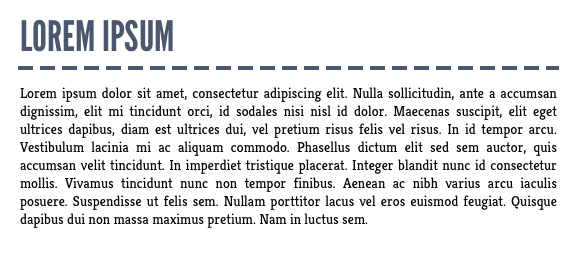 LOREM IPSUM
Lorem ipsum dolor sit amet, consectetur adipiscing elit. Nulla sollicitudin, ante a accumsan
dignissim, elit mi tincidunt orci, id sodales nisi nisl id dolor. Maecenas suscipit, elit eget
ultrices dapibus, diam est ultrices dui, vel pretium risus felis vel risus. In id tempor arcu.
Vestibulum lacinia mi ac aliquam commodo. Phasellus dictum elit sed sem auctor, quis
accumsan velit tincidunt. In imperdiet tristique placerat. Integer blandit nunc id consectetur
mollis. Vivamus tincidunt nunc non tempor finibus. Aenean ac nibh varius arcu iaculis
posuere. Suspendisse ut felis sem. Nullam porttitor lacus vel eros euismod feugiat. Quisque
dapibus dui non massa maximus pretium. Nam in luctus sem.